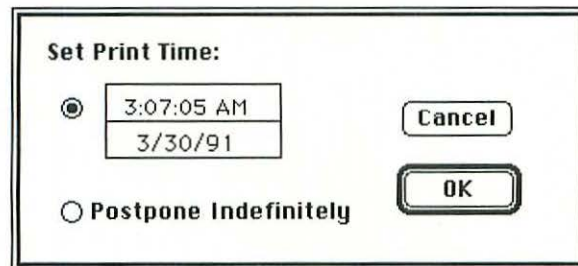 Set Print Time:
3:07:05 AM
3/30/91
Cancel
OK
Postpone Indefinitely